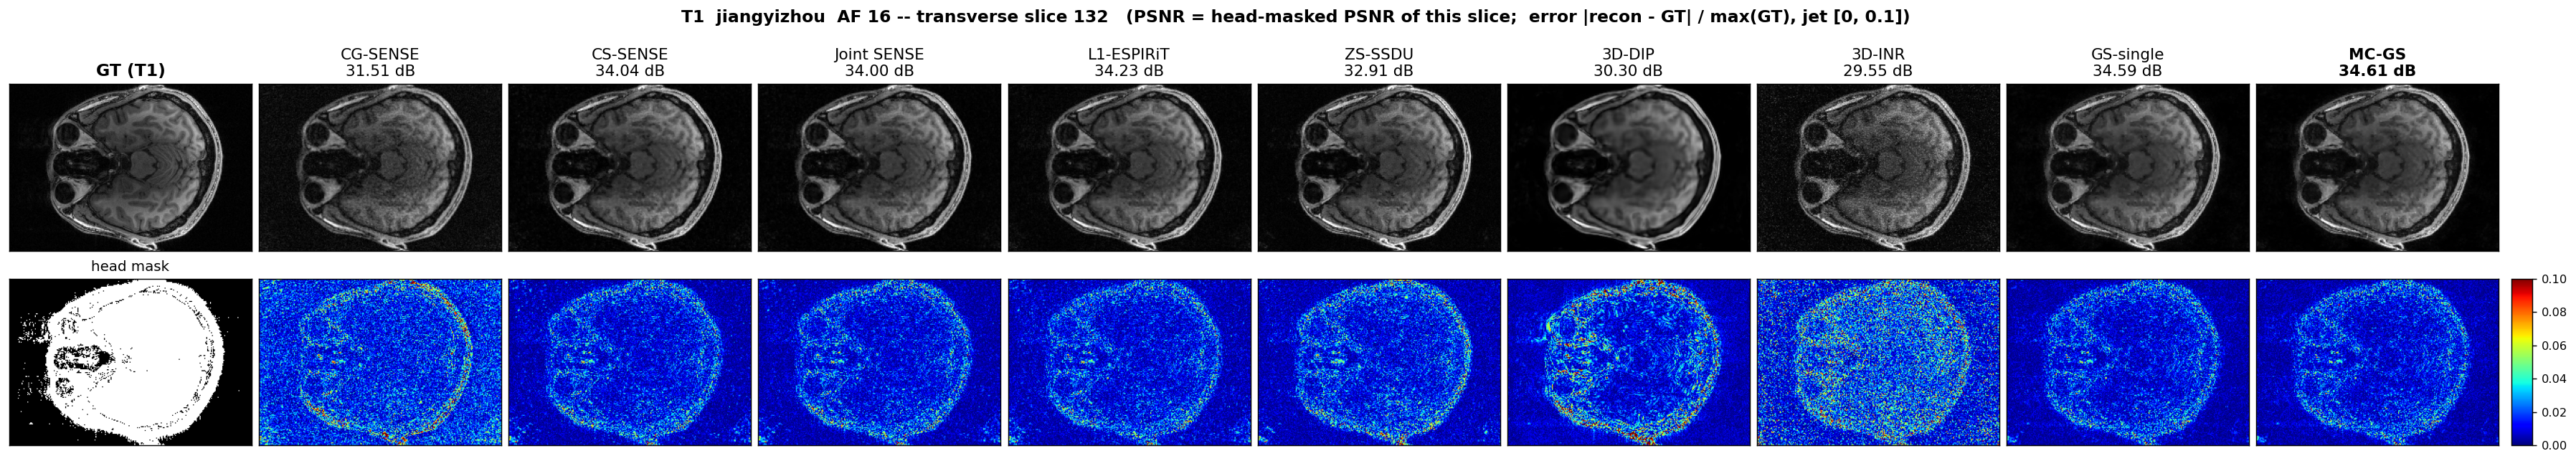 T1 jiangyizhou AF 16 -- transverse slice 132 (PSNR = head-masked PSNR of this slice; error |recon - GT| / max(GT), jet [0, 0.1])
GT (T1)
CG-SENSE
31.51 dB
CS-SENSE
34.04 dB
Joint SENSE
34.00 dB
L1-ESPIRiT
34.23 dB
ZS-SSDU
32.91 dB
3D-DIP
30.30 dB
3D-INR
29.55 dB
GS-single
34.59 dB
MC-GS
34.61 dB
head mask
0.10
0.08
0.06
0.04
0.02
0.00